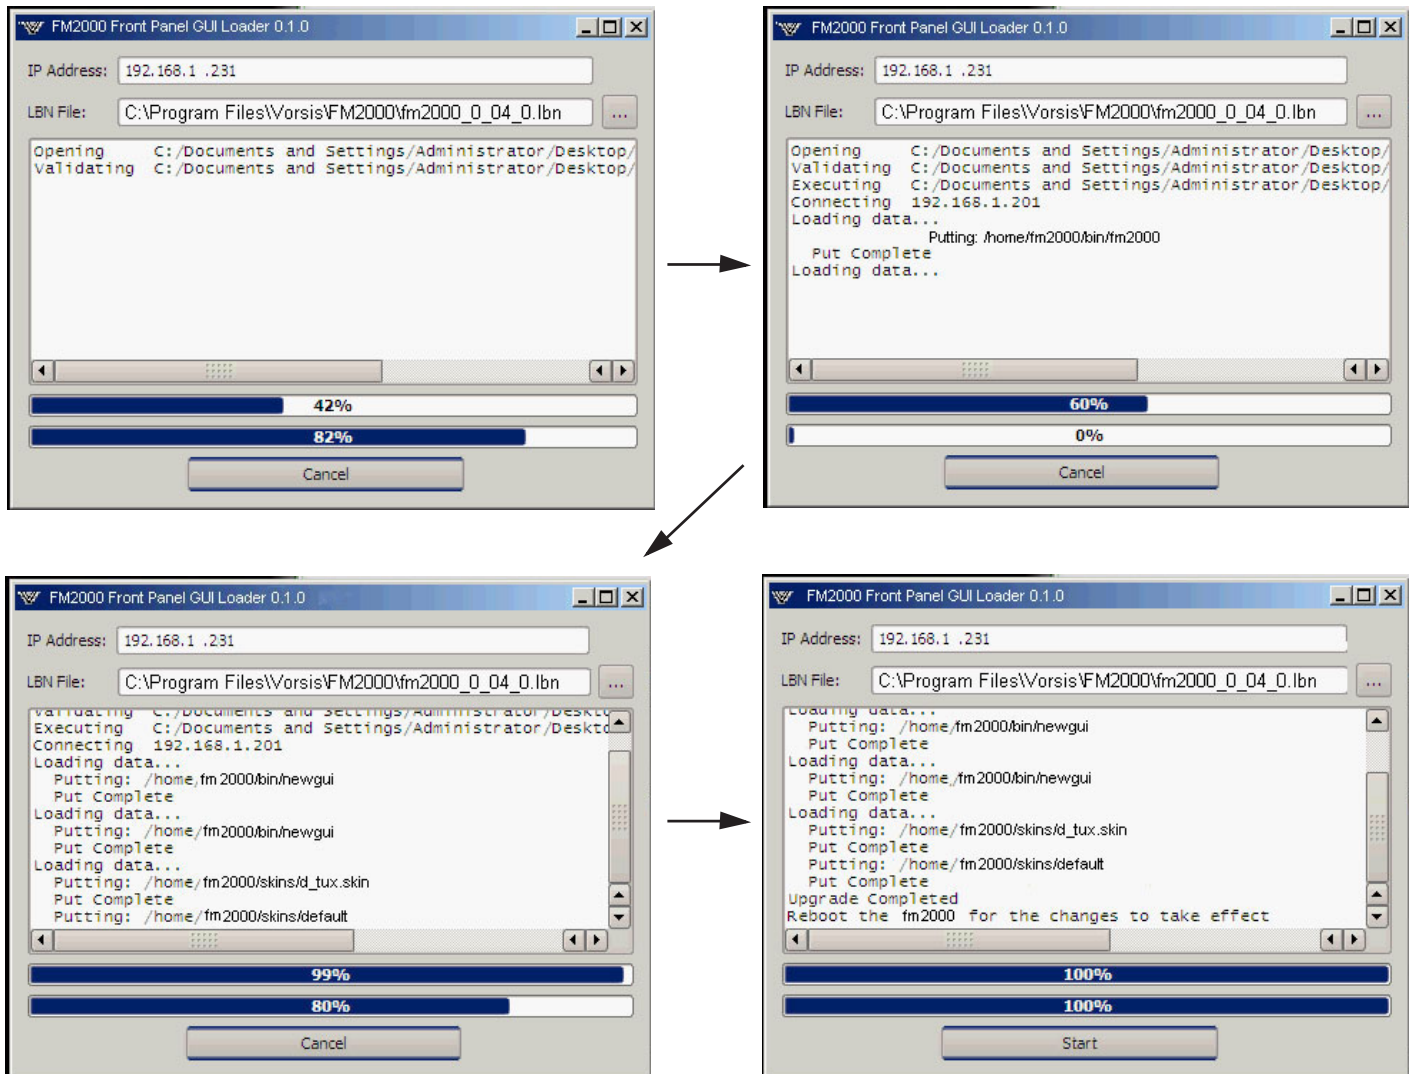 FM2000 Front Panel GUI Loader 0.1.0
IP Address: 192.168.1 .231
LBN File: C:\Program Files\Vorsis\FM2000\fm2000_0_04_0.lbn ...
Opening C:/Documents and Settings/Administrator/Desktop/
Validating C:/Documents and Settings/Administrator/Desktop/
42%
82%
Cancel
FM2000 Front Panel GUI Loader 0.1.0
IP Address: 192.168.1 .231
LBN File: C:\Program Files\Vorsis\FM2000\fm2000_0_04_0.lbn ...
Opening C:/Documents and Settings/Administrator/Desktop/
Validating C:/Documents and Settings/Administrator/Desktop/
Executing C:/Documents and Settings/Administrator/Desktop/
Connecting 192.168.1.201
Loading data...
Putting: /home/fm2000/bin/fm2000
Put Complete
Loading data...
60%
0%
Cancel
FM2000 Front Panel GUI Loader 0.1.0
IP Address: 192.168.1 .231
LBN File: C:\Program Files\Vorsis\FM2000\fm2000_0_04_0.lbn ...
Validating C:/Documents and Settings/Administrator/Deskto
Executing C:/Documents and Settings/Administrator/Deskto
Connecting 192.168.1.201
Loading data...
Putting: /home/fm2000/bin/newgui
Put Complete
Loading data...
Putting: /home/fm2000/bin/newgui
Put Complete
Loading data...
Putting: /home/fm2000/skins/d_tux.skin
Put Complete
Putting: /home/fm2000/skins/default
99%
80%
Cancel
FM2000 Front Panel GUI Loader 0.1.0
IP Address: 192.168.1 .231
LBN File: C:\Program Files\Vorsis\FM2000\fm2000_0_04_0.lbn ...
Loading data...
Putting: /home/fm2000/bin/newgui
Put Complete
Loading data...
Putting: /home/fm2000/bin/newgui
Put Complete
Loading data...
Putting: /home/fm2000/skins/d_tux.skin
Put Complete
Putting: /home/fm2000/skins/default
Put Complete
Upgrade Completed
Reboot the fm2000 for the changes to take effect
100%
100%
Start